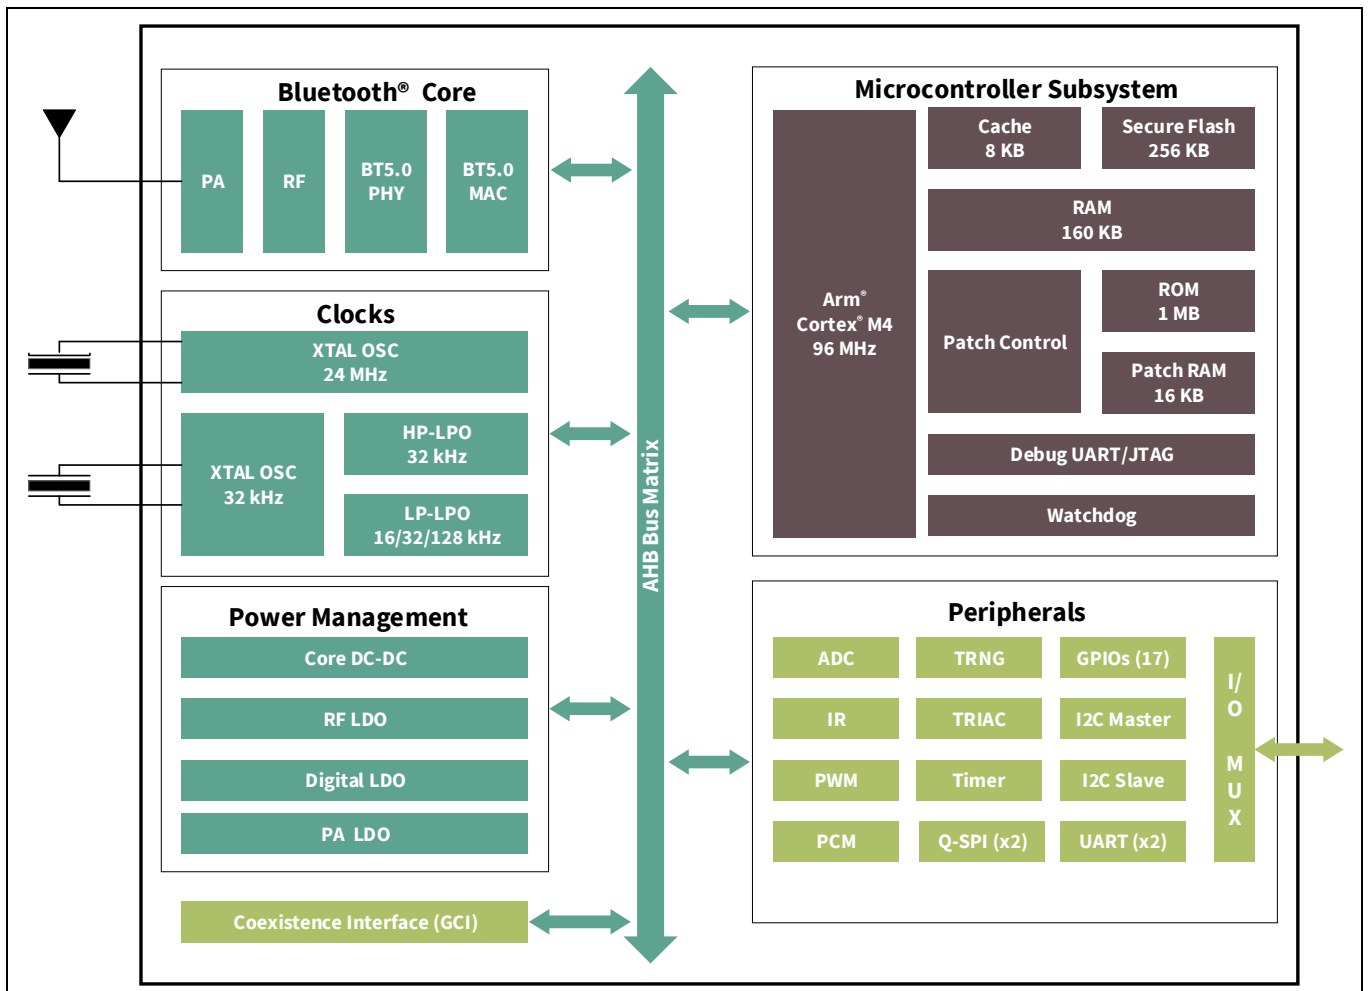 Bluetooth® Core
PA
RF
BT5.0
PHY
BT5.0
MAC
Clocks
XTAL OSC
24 MHz
XTAL OSC
32 kHz
HP-LPO
32 kHz
LP-LPO
16/32/128 kHz
Power Management
Core DC-DC
RF LDO
Digital LDO
PA LDO
Coexistence Interface (GCI)
AHB Bus Matrix
Microcontroller Subsystem
Arm®
Cortex® M4
96 MHz
Cache
8 KB
Secure Flash
256 KB
RAM
160 KB
Patch Control
ROM
1 MB
Patch RAM
16 KB
Debug UART/JTAG
Watchdog
Peripherals
ADC
TRNG
GPIOs (17)
IR
TRIAC
I2C Master
PWM
Timer
I2C Slave
PCM
Q-SPI (x2)
UART (x2)
I/
O
M
U
X